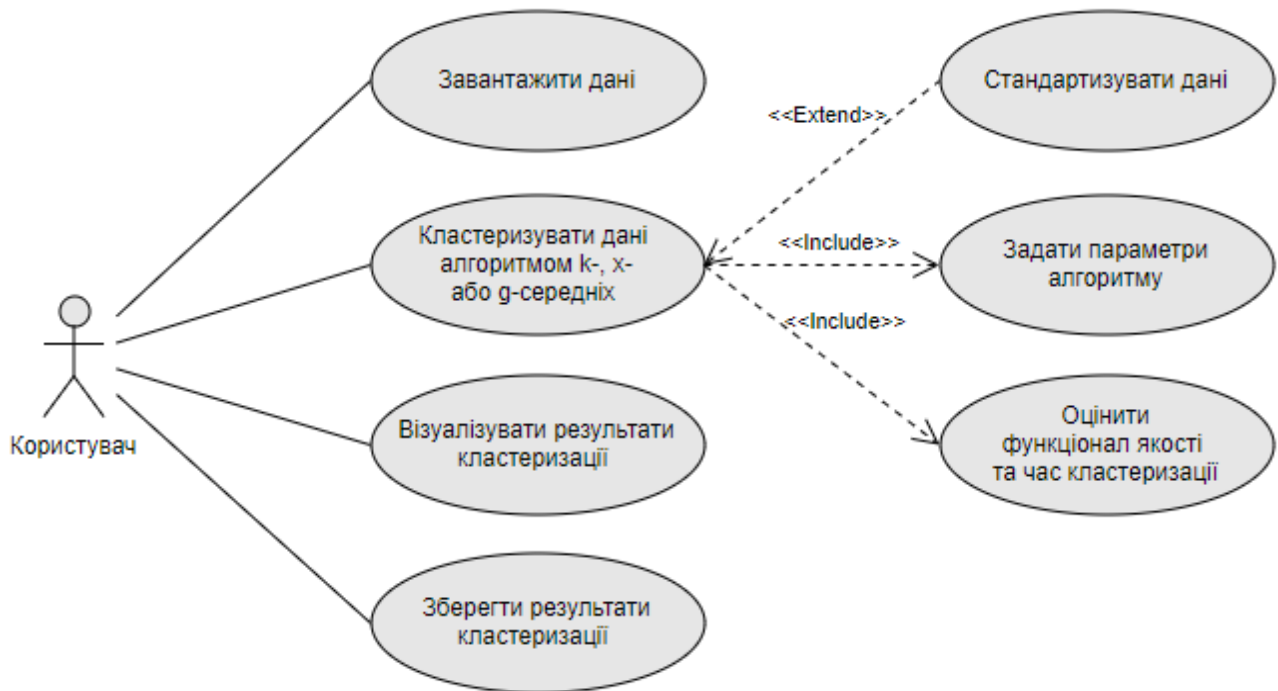 Завантажити дані
Стандартизувати дані
<<Extend>>
Кластеризувати дані
алгоритмом k-, x-
або g-середніх
<<Include>>
Задати параметри
алгоритму
<<Include>>
Користувач
Візуалізувати результати
кластеризації
Оцінити
функціонал якості
та час кластеризації
Зберегти результати
кластеризації